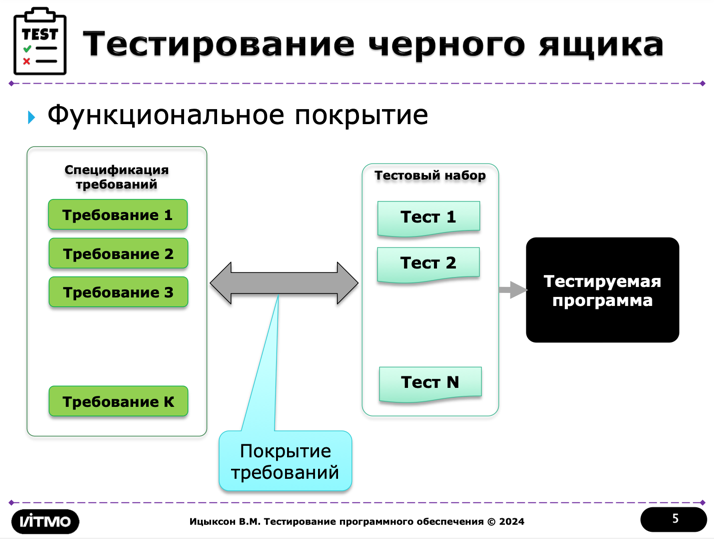 TEST
Тестирование черного ящика
Функциональное покрытие
Спецификация
требований
Требование 1
Требование 2
Требование 3
Требование K
Тестовый набор
Тест 1
Тест 2
Тест N
Тестируемая
программа
Покрытие
требований
ИТМО
Ицыксон В.М. Тестирование программного обеспечения © 2024
5